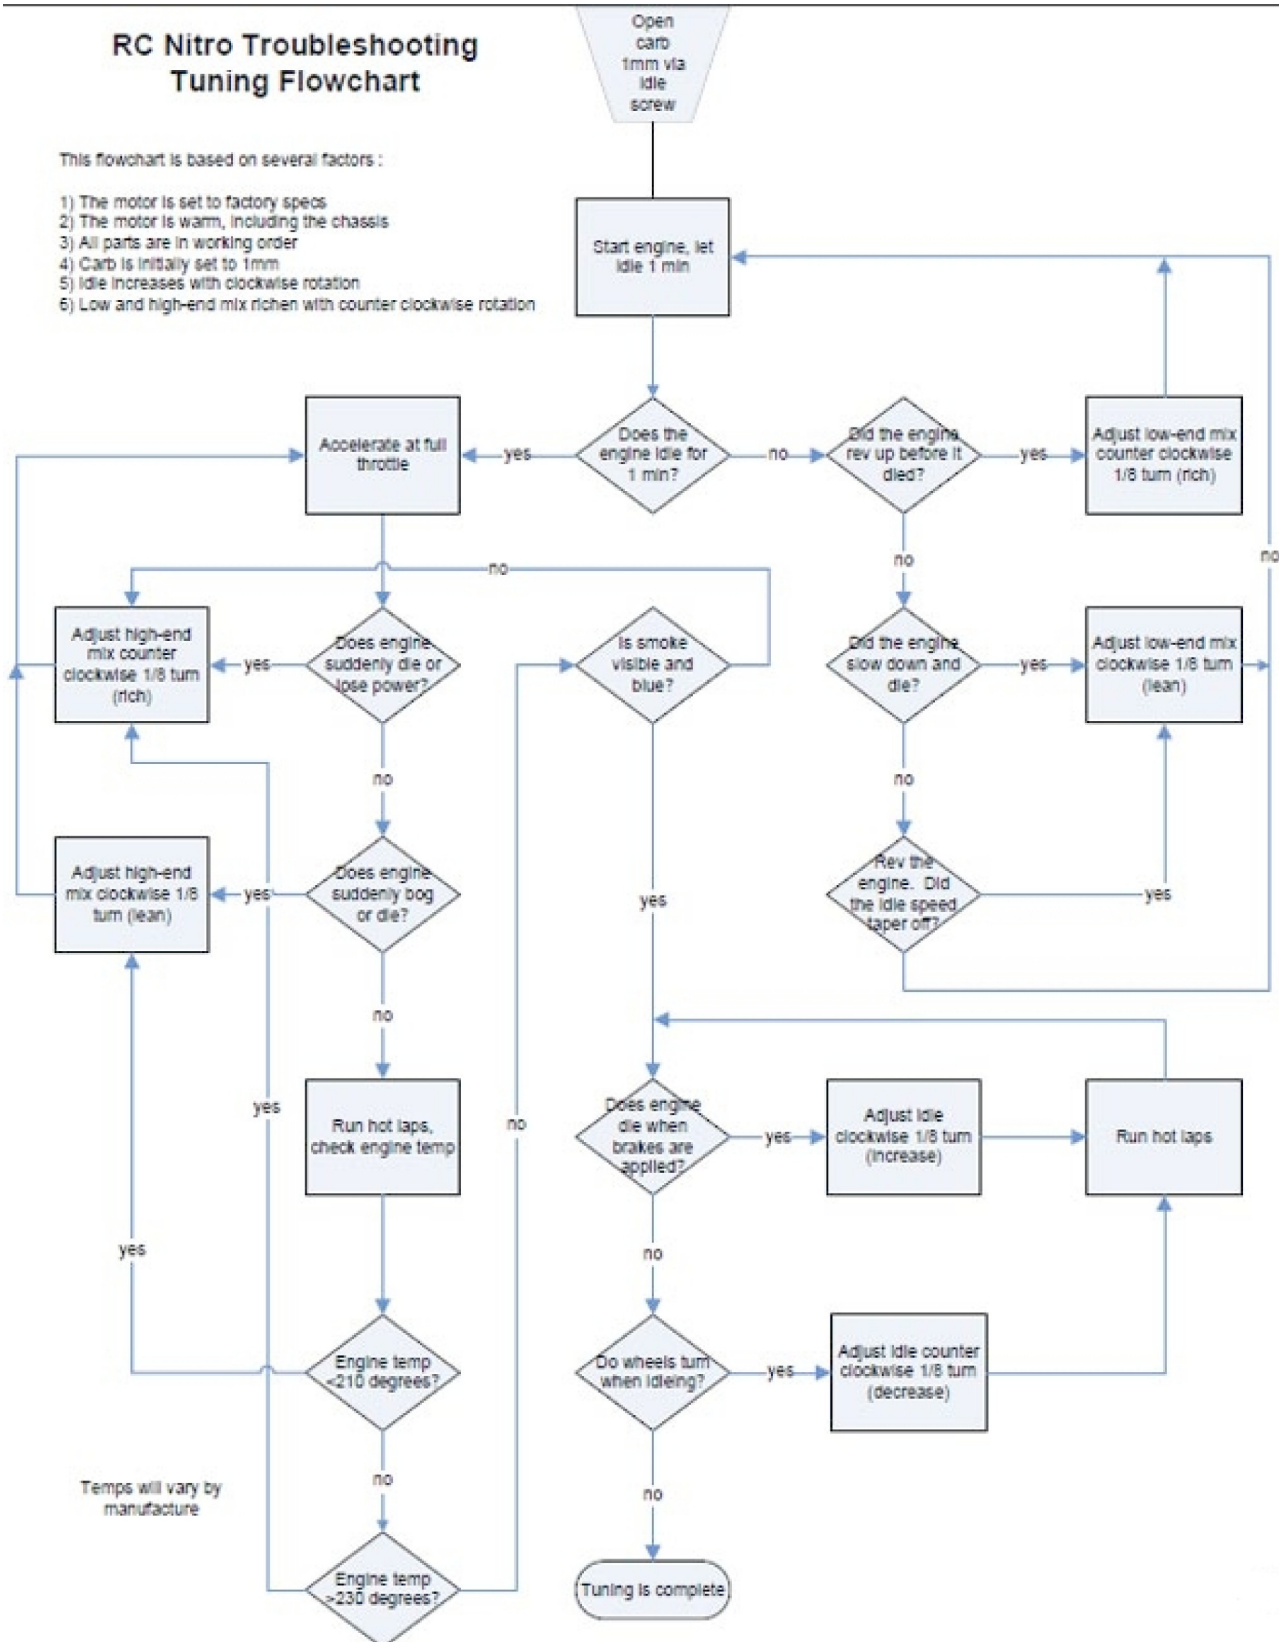 RC Nitro Troubleshooting
Tuning Flowchart
Open
carb
1mm via
idle
screw
This flowchart is based on several factors :
1) The motor is set to factory specs
2) The motor is warm, including the chassis
3) All parts are in working order
4) Carb is initially set to 1mm
5) Idle increases with clockwise rotation
6) Low and high-end mix richen with counter clockwise rotation
Start engine, let
idle 1 min
Accelerate at full
throttle
yes
Does the
engine idle for
1 min?
no
Did the engine
rev up before it
died?
yes
Adjust low-end mix
counter clockwise
1/8 turn (rich)
no
no
no
Adjust high-end
mix counter
clockwise 1/8 turn
(rich)
yes
Does engine
suddenly die or
lose power?
Is smoke
visible and
blue?
Did the engine
slow down and
die?
yes
Adjust low-end mix
clockwise 1/8 turn
(lean)
no
no
Adjust high-end
mix clockwise 1/8
turn (lean)
yes
Does engine
suddenly bog
or die?
yes
Rev the
engine. Did
the idle speed
taper off?
yes
no
yes
no
Run hot laps,
check engine temp
Does engine
die when
brakes are
applied?
yes
Adjust idle
clockwise 1/8 turn
(increase)
Run hot laps
yes
no
Engine temp
<210 degrees?
Do wheels turn
when idleing?
yes
Adjust idle counter
clockwise 1/8 turn
(decrease)
Temps will vary by
manufacture
no
no
Engine temp
>230 degrees?
Tuning is complete